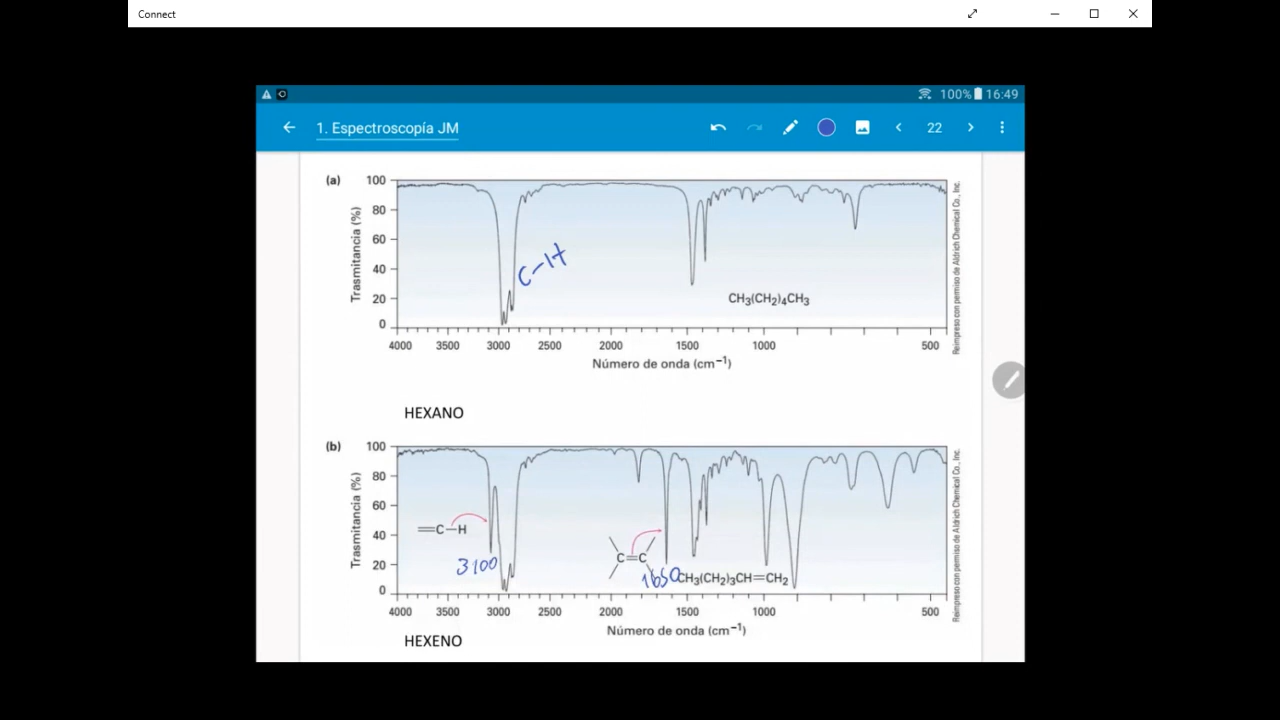 Connect
100% 16:49
1. Espectroscopía JM
22
(a)
100
80
60
40
20
0
Trasmitancia (%)
C-H
CH₃(CH₂)₄CH₃
4000 3500 3000 2500 2000 1500 1000 500
Número de onda (cm⁻¹)
Reimpreso con permiso de Aldrich Chemical Co., Inc.
HEXANO
(b)
100
80
60
40
20
0
Trasmitancia (%)
=C—H
3100
C=C
1650
CH₃(CH₂)₃CH=CH₂
4000 3500 3000 2500 2000 1500 1000 500
Número de onda (cm⁻¹)
Reimpreso con permiso de Aldrich Chemical Co., Inc.
HEXENO